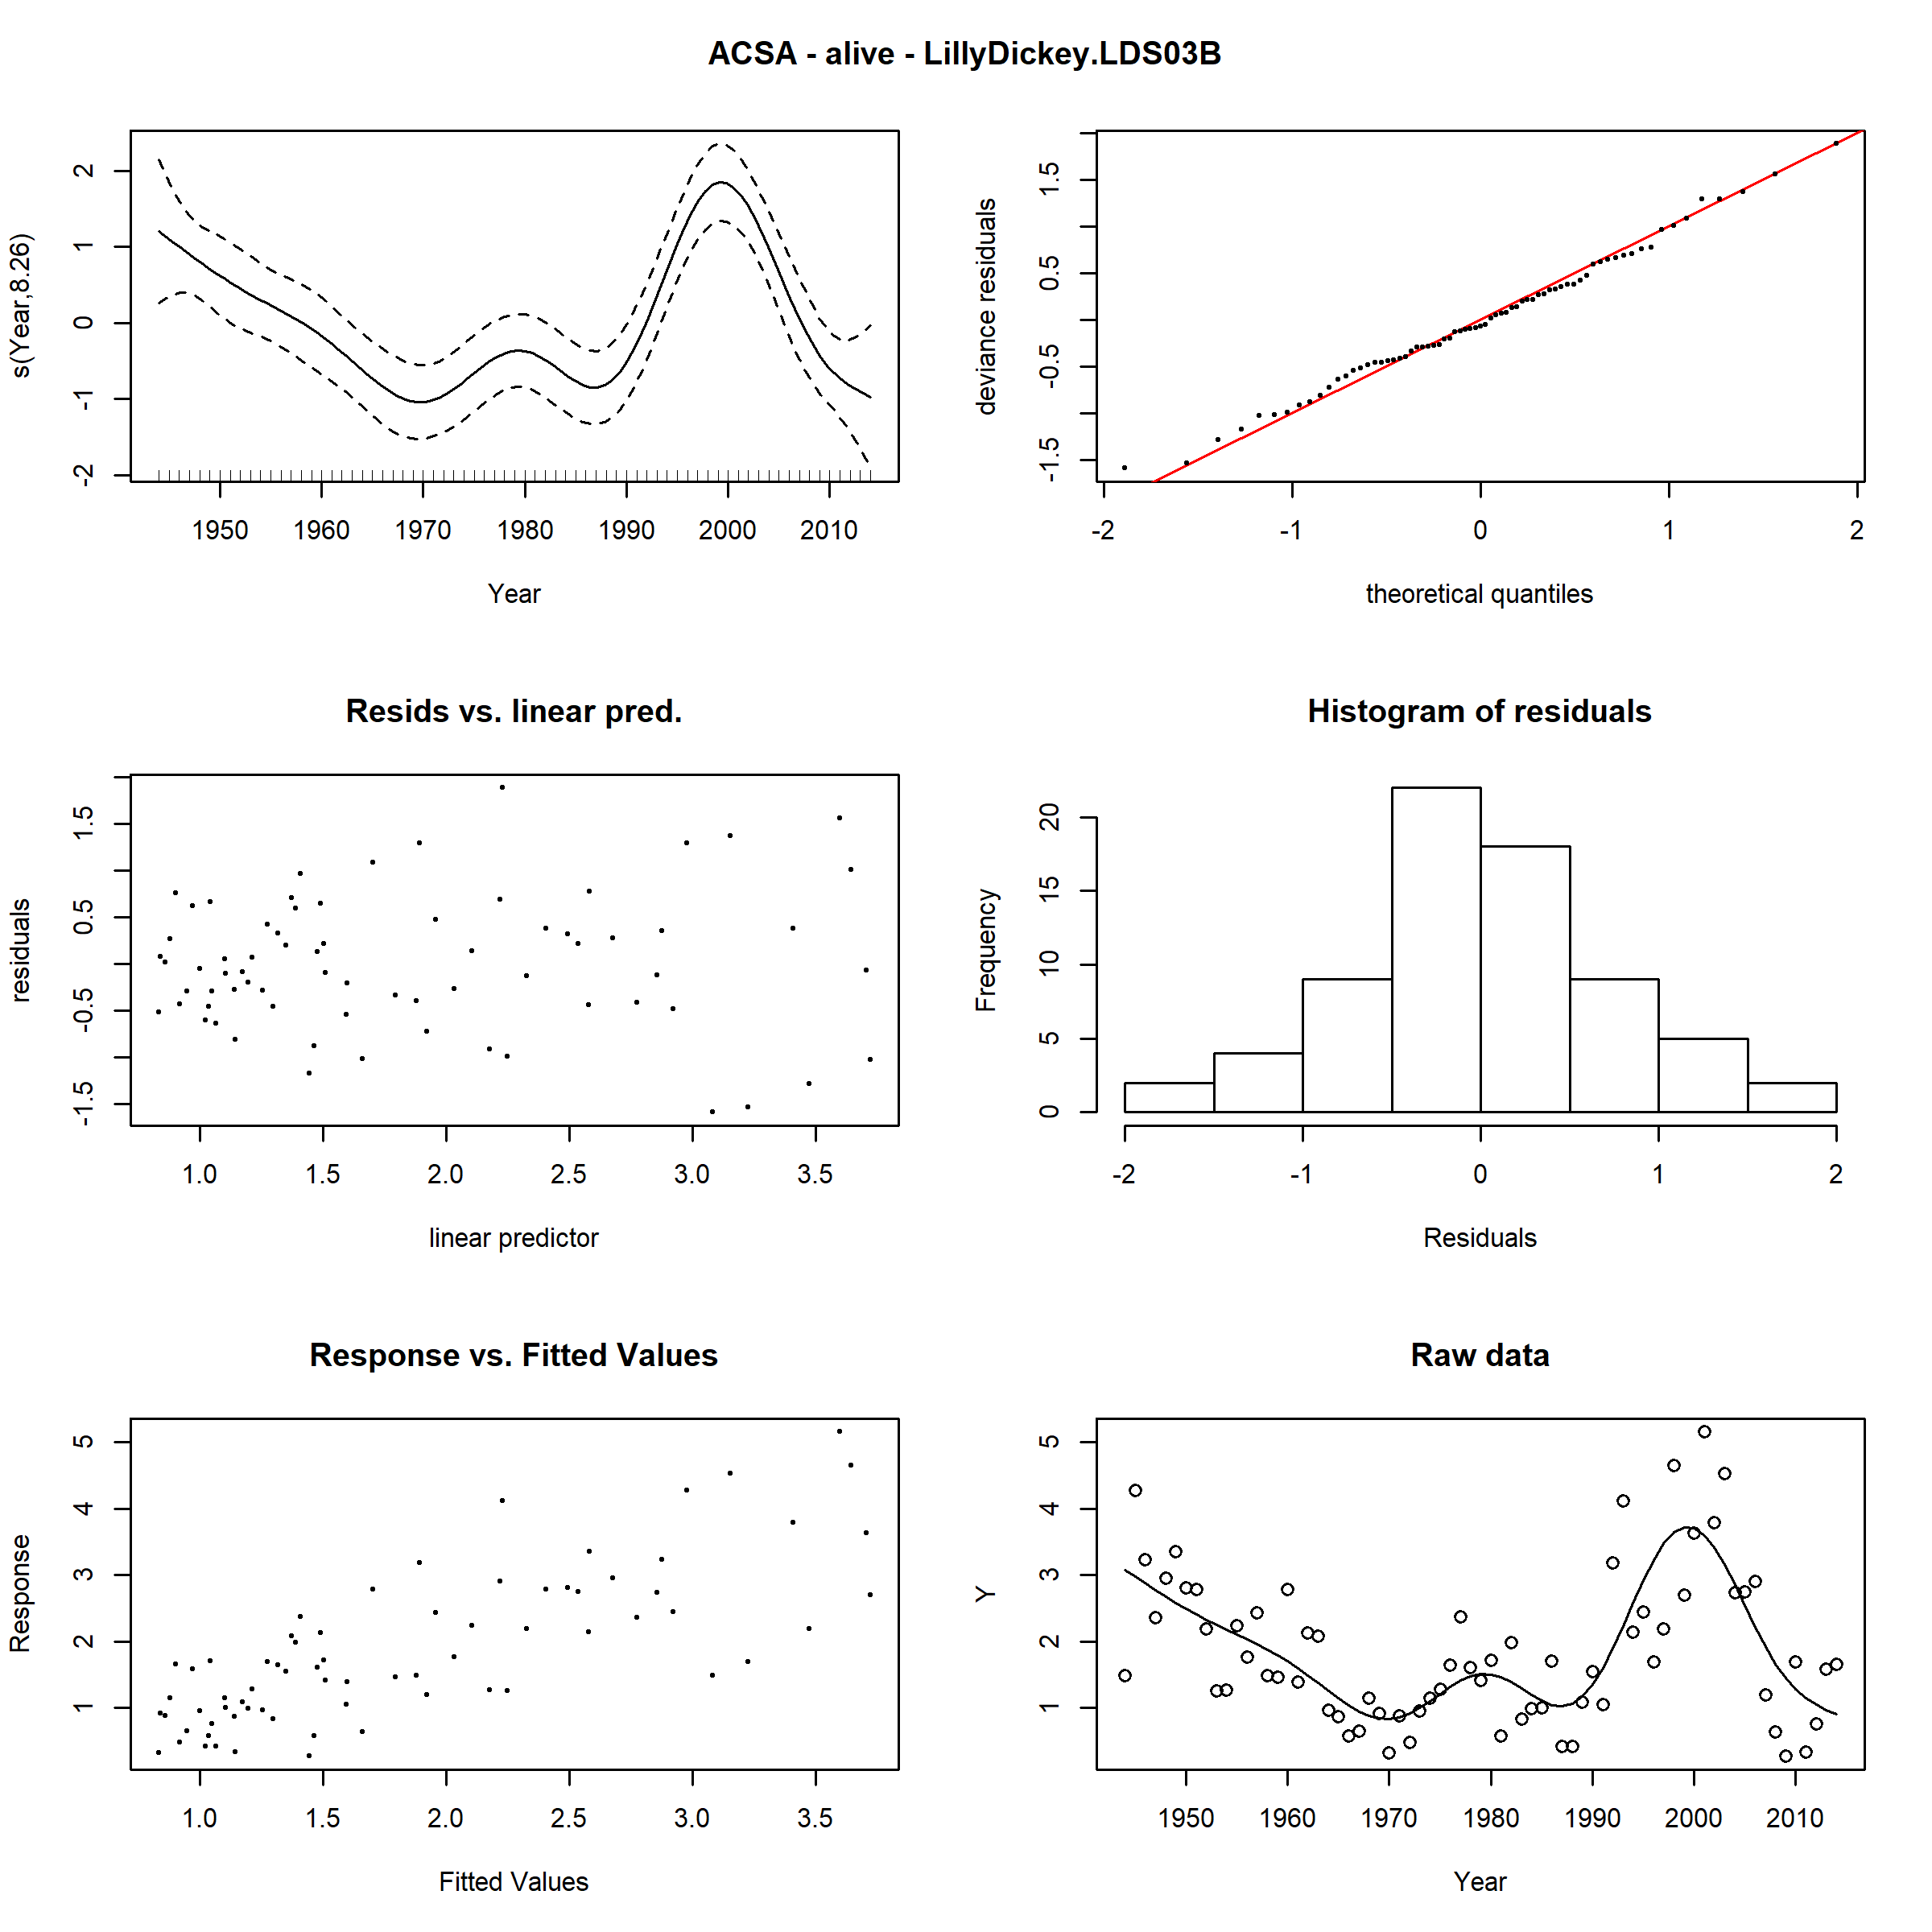 ACSA - alive - LillyDickey.LDS03B
s(Year,8.26)
2
1
0
-1
-2
1950 1960 1970 1980 1990 2000 2010
Year
deviance residuals
1.5
0.5
-0.5
-1.5
-2 -1 0 1 2
theoretical quantiles
Resids vs. linear pred.
residuals
1.5
0.5
-0.5
-1.5
1.0 1.5 2.0 2.5 3.0 3.5
linear predictor
Histogram of residuals
Frequency
20
15
10
5
0
-2 -1 0 1 2
Residuals
Response vs. Fitted Values
Response
5
4
3
2
1
1.0 1.5 2.0 2.5 3.0 3.5
Fitted Values
Raw data
Y
5
4
3
2
1
1950 1960 1970 1980 1990 2000 2010
Year